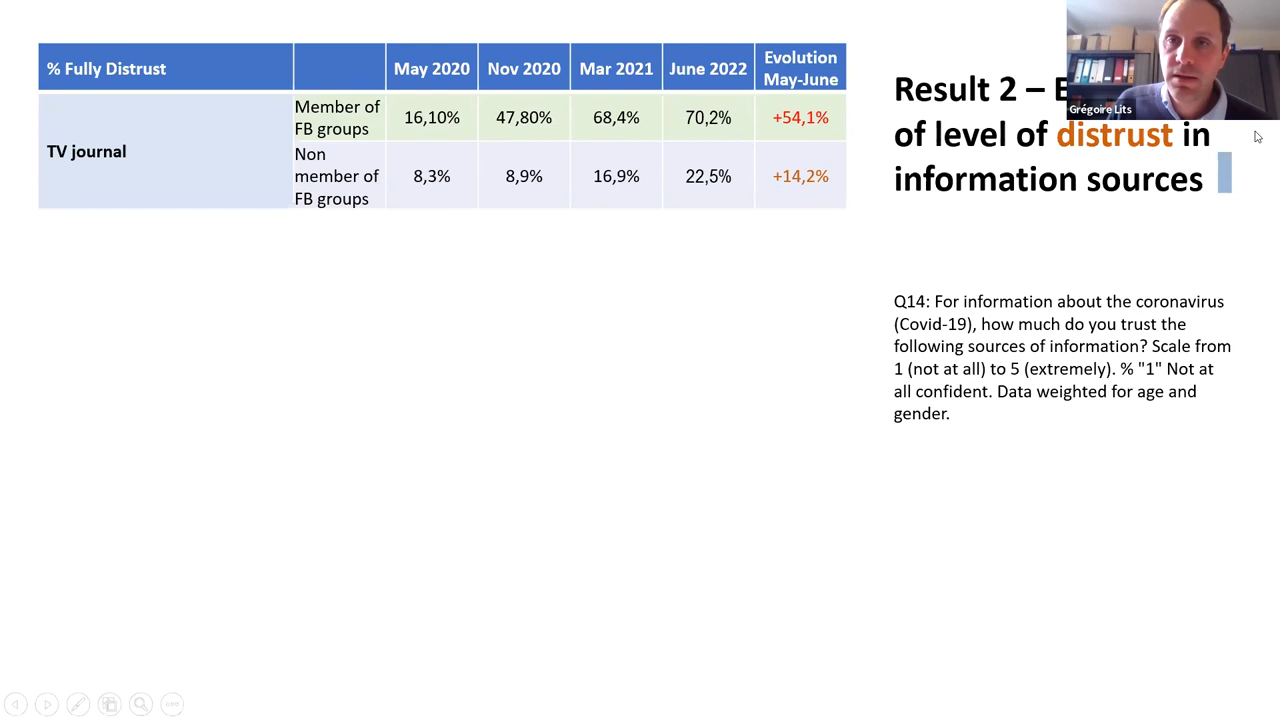 % Fully Distrust
May 2020
Nov 2020
Mar 2021
June 2022
Evolution
May-June
TV journal
Member of
FB groups
16,10%
47,80%
68,4%
70,2%
+54,1%
Non
member of
FB groups
8,3%
8,9%
16,9%
22,5%
+14,2%
Grégoire Lits
Result 2 –
of level of distrust in
information sources
Q14: For information about the coronavirus
(Covid-19), how much do you trust the
following sources of information? Scale from
1 (not at all) to 5 (extremely). % "1" Not at
all confident. Data weighted for age and
gender.